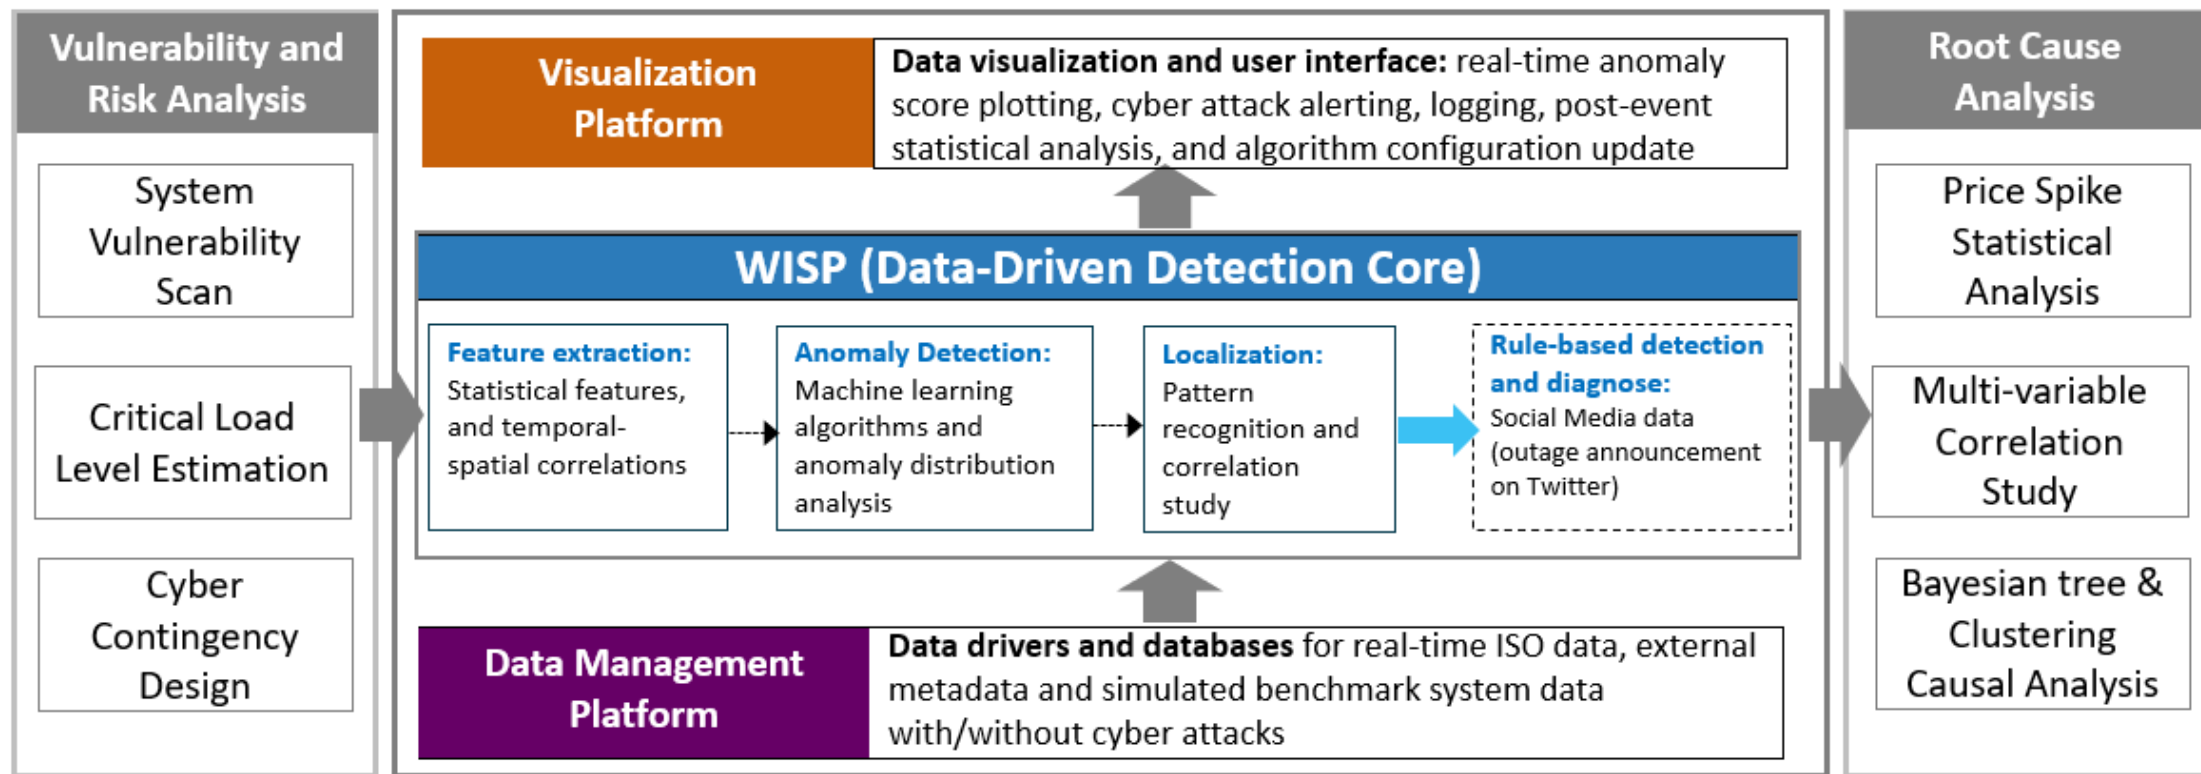 Vulnerability and
Risk Analysis
System
Vulnerability
Scan
Critical Load
Level Estimation
Cyber
Contingency
Design
Visualization
Platform
Data visualization and user interface: real-time anomaly
score plotting, cyber attack alerting, logging, post-event
statistical analysis, and algorithm configuration update
WISP (Data-Driven Detection Core)
Feature extraction:
Statistical features,
and temporal-
spatial correlations
Anomaly Detection:
Machine learning
algorithms and
anomaly distribution
analysis
Localization:
Pattern
recognition and
correlation
study
Rule-based detection
and diagnose:
Social Media data
(outage announcement
on Twitter)
Data Management
Platform
Data drivers and databases for real-time ISO data, external
metadata and simulated benchmark system data
with/without cyber attacks
Root Cause
Analysis
Price Spike
Statistical
Analysis
Multi-variable
Correlation
Study
Bayesian tree &
Clustering
Causal Analysis